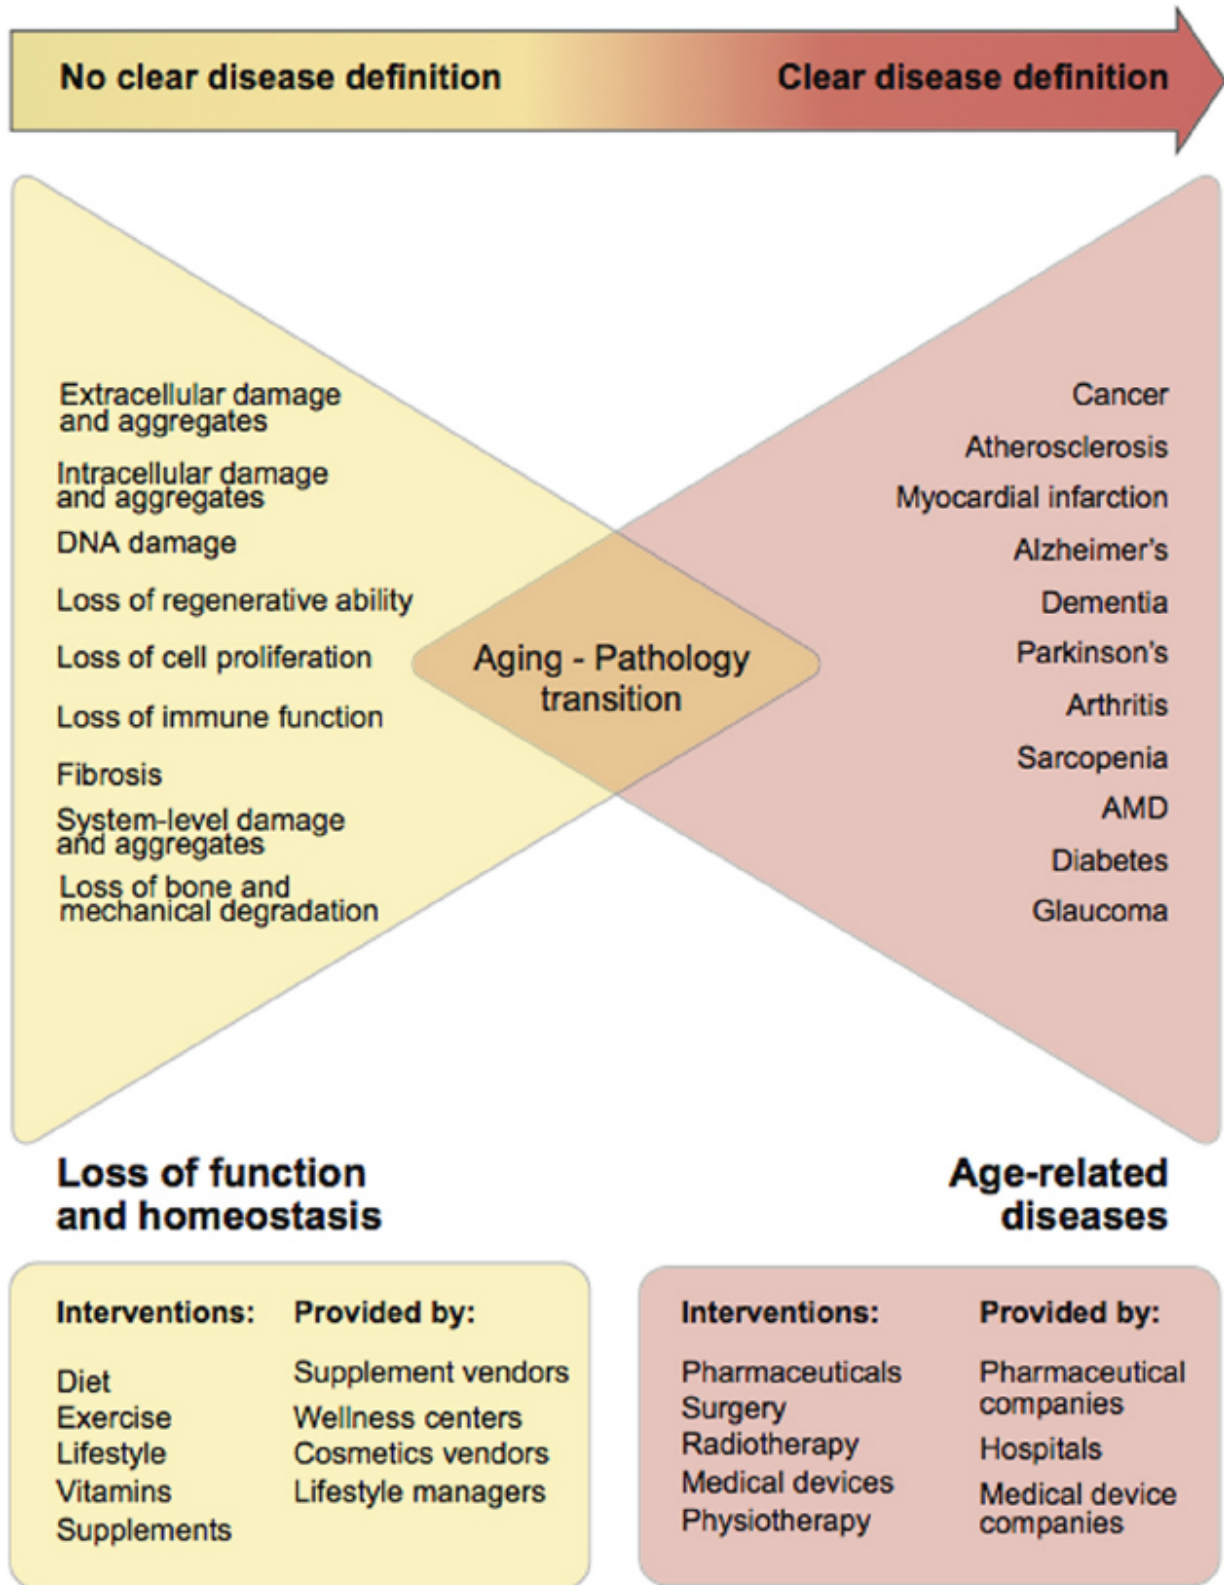 No clear disease definition
Clear disease definition
Extracellular damage
and aggregates
Intracellular damage
and aggregates
DNA damage
Loss of regenerative ability
Loss of cell proliferation
Loss of immune function
Fibrosis
System-level damage
and aggregates
Loss of bone and
mechanical degradation
Aging - Pathology
transition
Cancer
Atherosclerosis
Myocardial infarction
Alzheimer's
Dementia
Parkinson's
Arthritis
Sarcopenia
AMD
Diabetes
Glaucoma
Loss of function
and homeostasis
Age-related
diseases
Interventions:
Diet
Exercise
Lifestyle
Vitamins
Supplements
Provided by:
Supplement vendors
Wellness centers
Cosmetics vendors
Lifestyle managers
Interventions:
Pharmaceuticals
Surgery
Radiotherapy
Medical devices
Physiotherapy
Provided by:
Pharmaceutical
companies
Hospitals
Medical device
companies